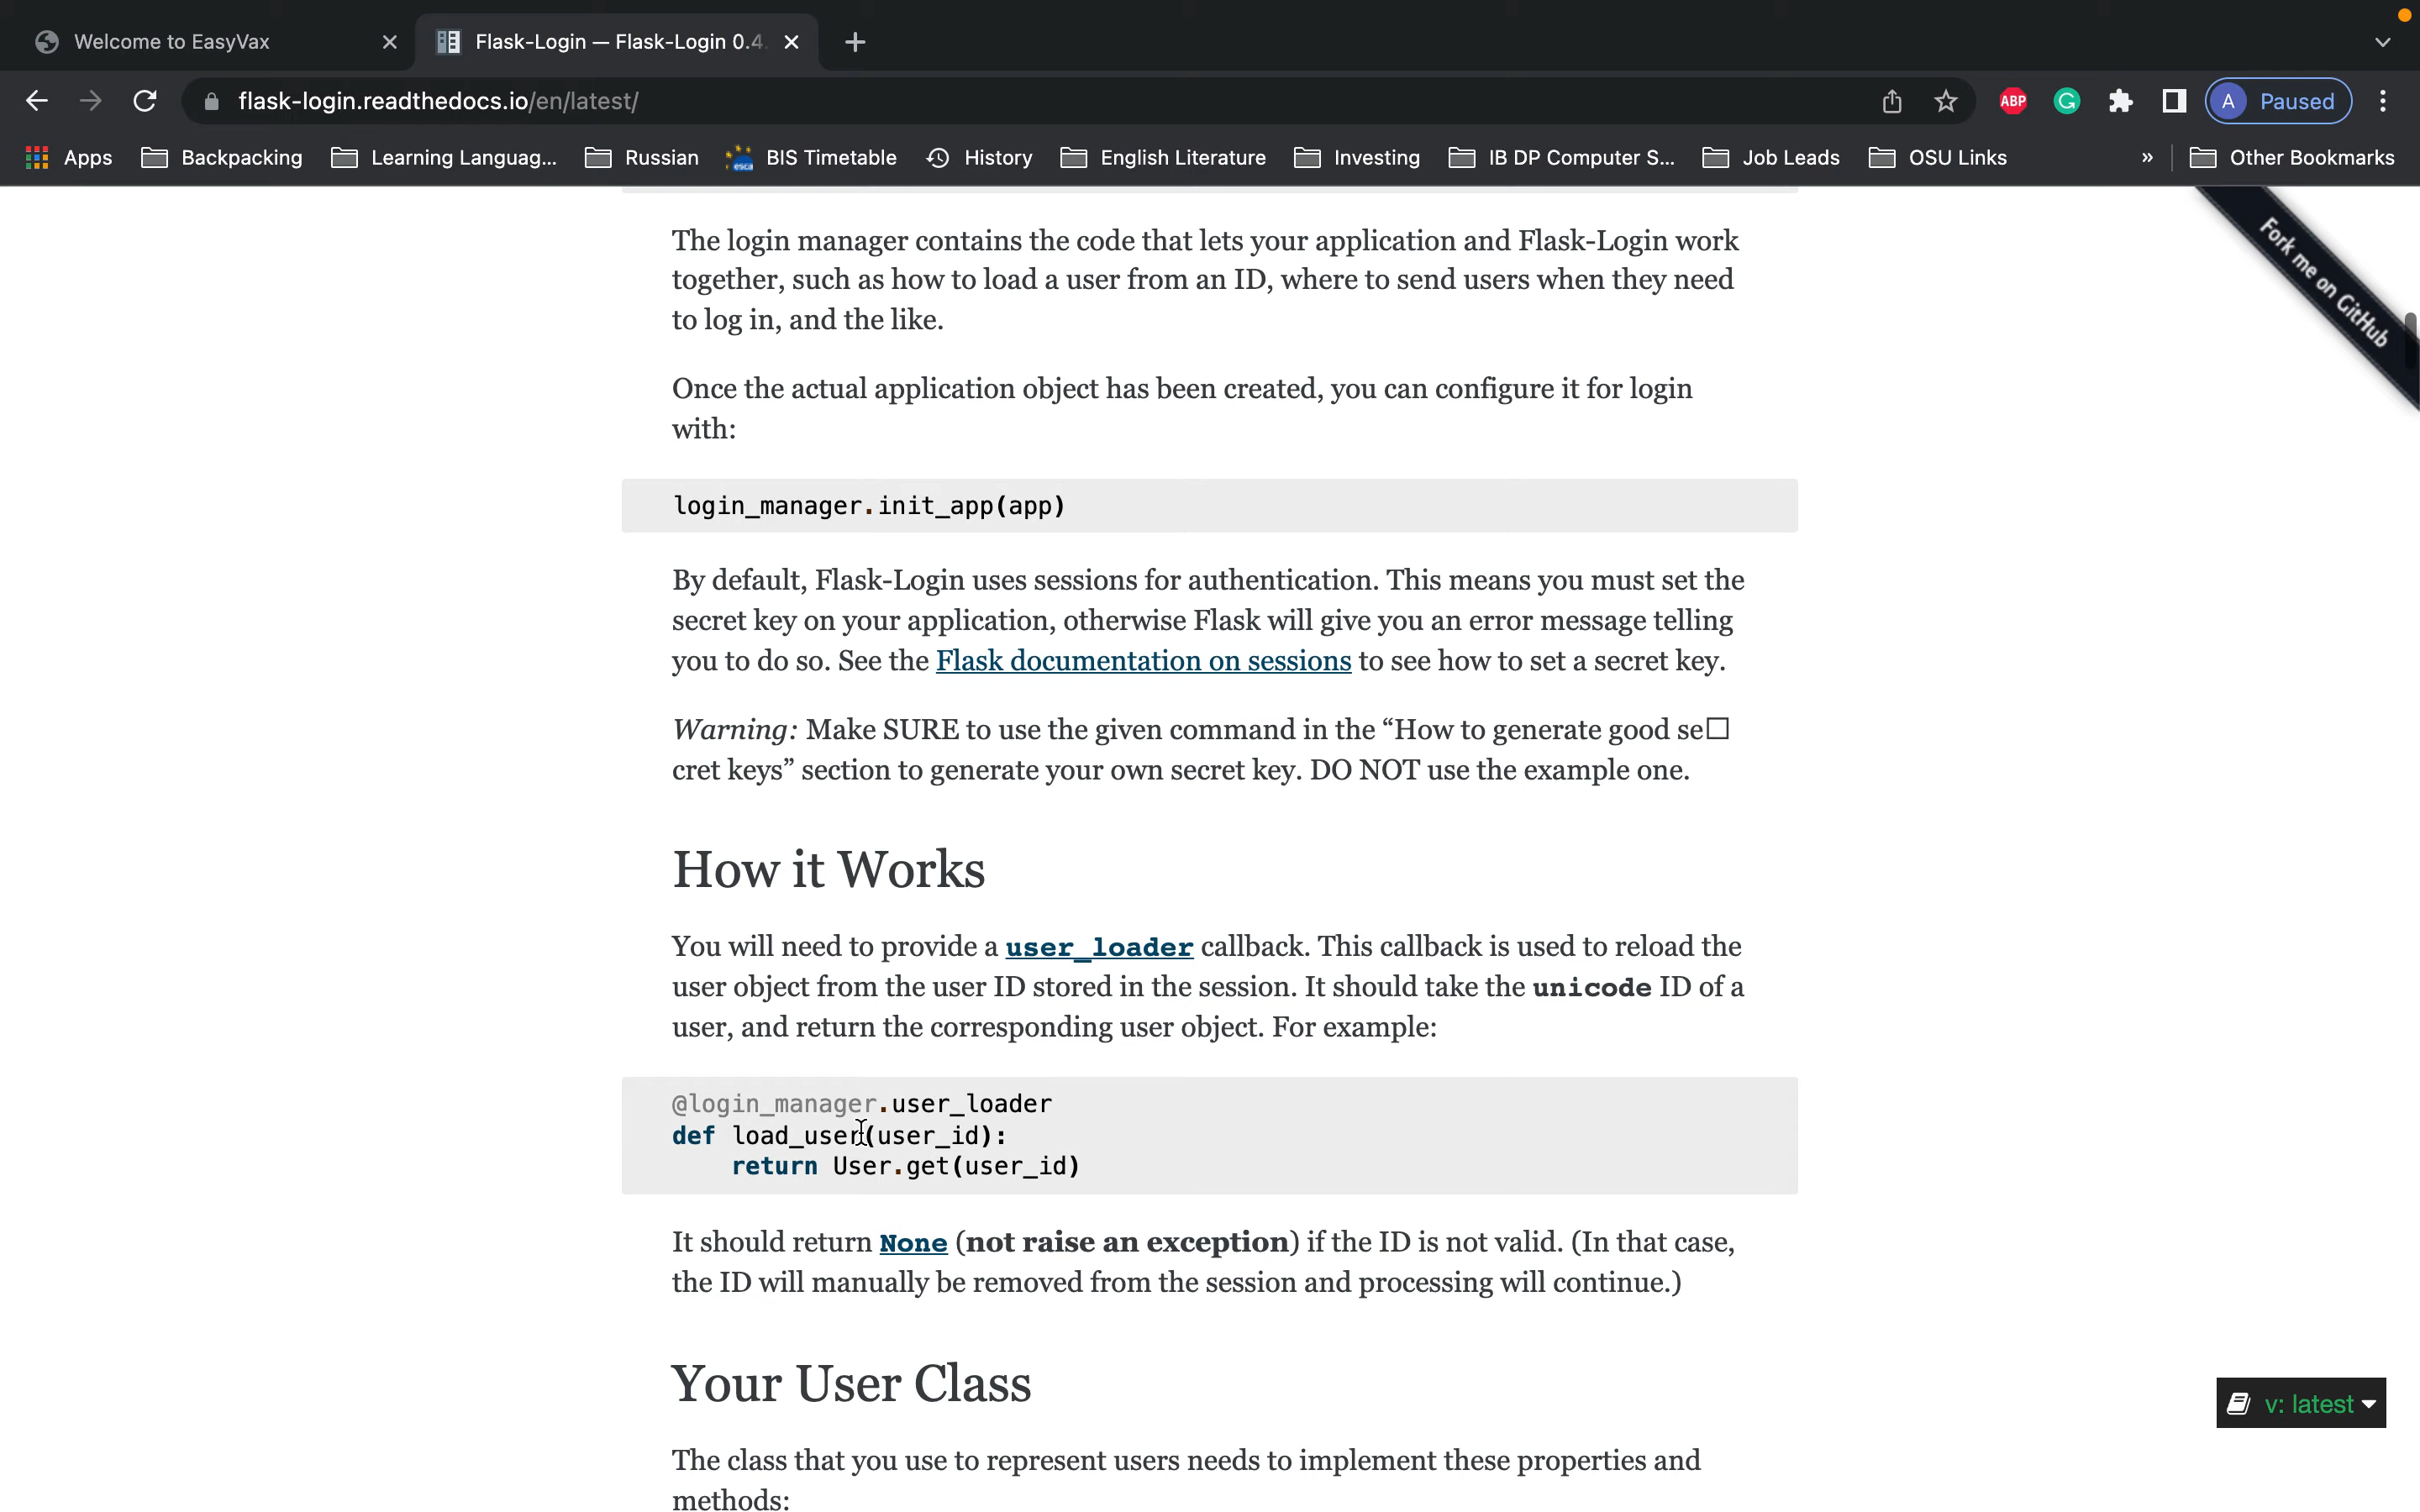 Welcome to EasyVax
Flask-Login — Flask-Login 0.4.
flask-login.readthedocs.io/en/latest/
ABP
G
A Paused
Apps Backpacking Learning Languag... Russian BIS Timetable History English Literature Investing IB DP Computer S... Job Leads OSU Links » Other Bookmarks
Fork me on GitHub
The login manager contains the code that lets your application and Flask-Login work
together, such as how to load a user from an ID, where to send users when they need
to log in, and the like.
Once the actual application object has been created, you can configure it for login
with:
login_manager.init_app(app)
By default, Flask-Login uses sessions for authentication. This means you must set the
secret key on your application, otherwise Flask will give you an error message telling
you to do so. See the Flask documentation on sessions to see how to set a secret key.
Warning: Make SURE to use the given command in the “How to generate good se□
cret keys” section to generate your own secret key. DO NOT use the example one.
How it Works
You will need to provide a user_loader callback. This callback is used to reload the
user object from the user ID stored in the session. It should take the unicode ID of a
user, and return the corresponding user object. For example:
@login_manager.user_loader
def load_user(user_id):
    return User.get(user_id)
It should return None (not raise an exception) if the ID is not valid. (In that case,
the ID will manually be removed from the session and processing will continue.)
Your User Class
The class that you use to represent users needs to implement these properties and
methods:
v: latest